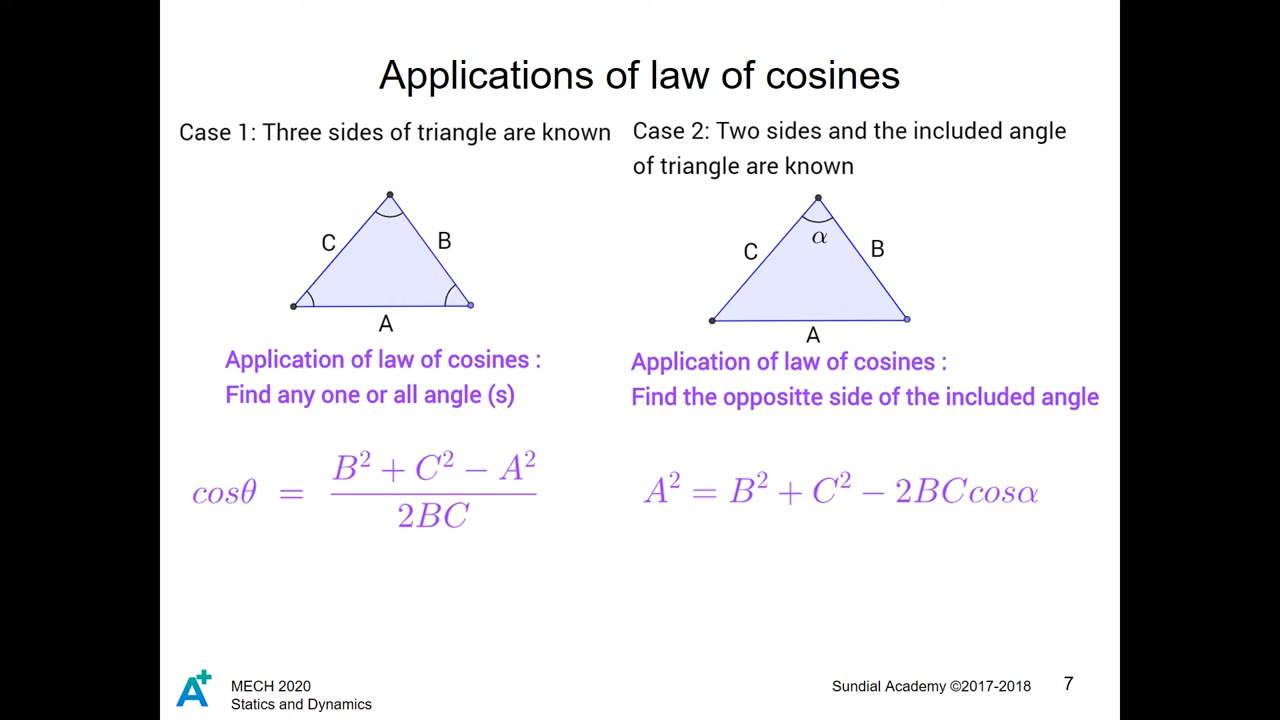 Applications of law of cosines
Case 1: Three sides of triangle are known
C
B
A
Application of law of cosines :
Find any one or all angle (s)
cosθ = (B² + C² − A²) / 2BC
Case 2: Two sides and the included angle
of triangle are known
α
C
B
A
Application of law of cosines :
Find the oppositte side of the included angle
A² = B² + C² − 2BCcosα
A+
MECH 2020
Statics and Dynamics
Sundial Academy ©2017-2018
7